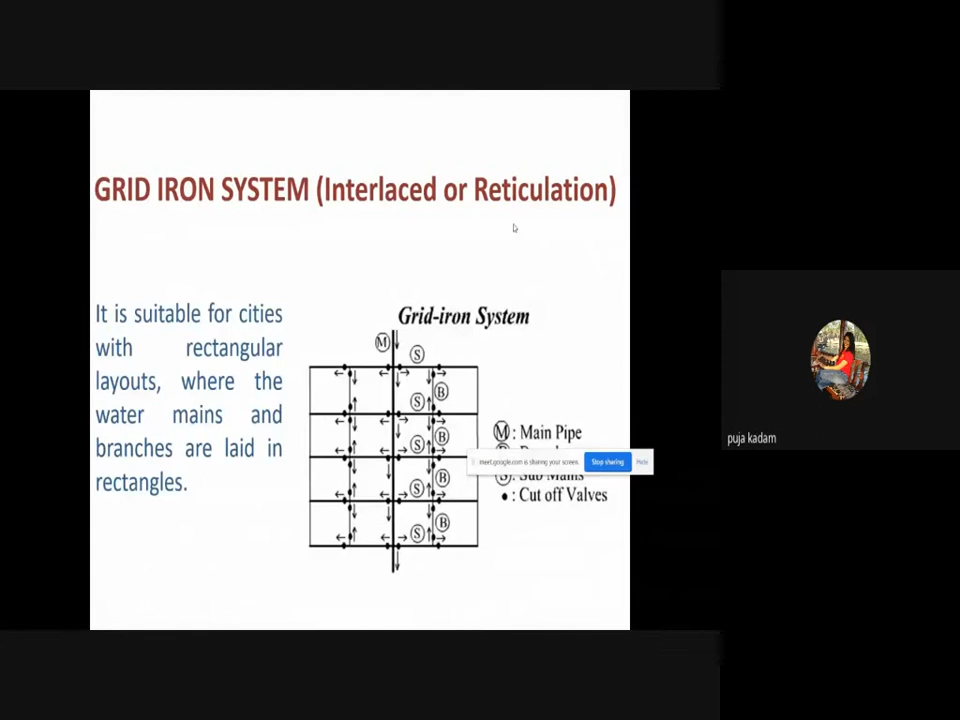 GRID IRON SYSTEM (Interlaced or Reticulation)
It is suitable for cities
with rectangular
layouts, where the
water mains and
branches are laid in
rectangles.
Grid-iron System
M
S
B
S
B
S
B
S
B
S
M : Main Pipe
meet.google.com is sharing your screen. Stop sharing Hide
S : Sub Mains
• : Cut off Valves
puja kadam